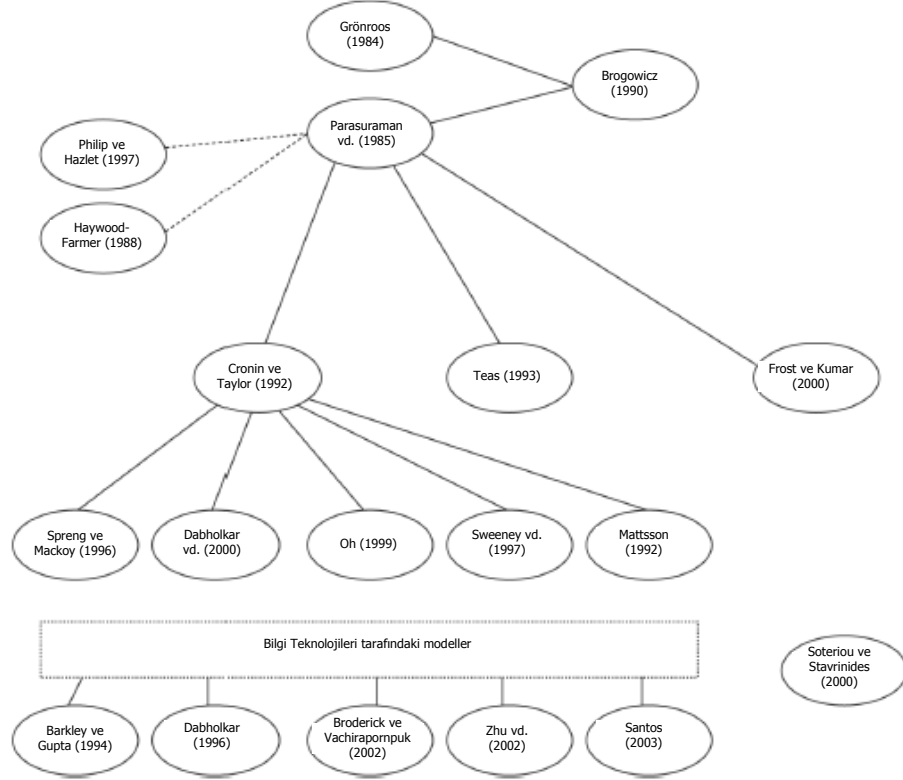 Grönroos
(1984)
Brogowicz
(1990)
Parasuraman
vd. (1985)
Philip ve
Hazlet (1997)
Haywood-
Farmer (1988)
Cronin ve
Taylor (1992)
Teas (1993)
Frost ve Kumar
(2000)
Spreng ve
Mackoy (1996)
Dabholkar
vd. (2000)
Oh (1999)
Sweeney vd.
(1997)
Mattsson
(1992)
Bilgi Teknolojileri tarafındaki modeller
Soteriou ve
Stavrinides
(2000)
Barkley ve
Gupta (1994)
Dabholkar
(1996)
Broderick ve
Vachirapornpuk
(2002)
Zhu vd.
(2002)
Santos
(2003)